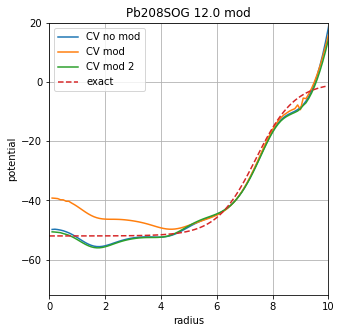 Pb208SOG 12.0 mod
CV no mod
CV mod
CV mod 2
exact
20
0
−20
−40
−60
potential
0 2 4 6 8 10
radius